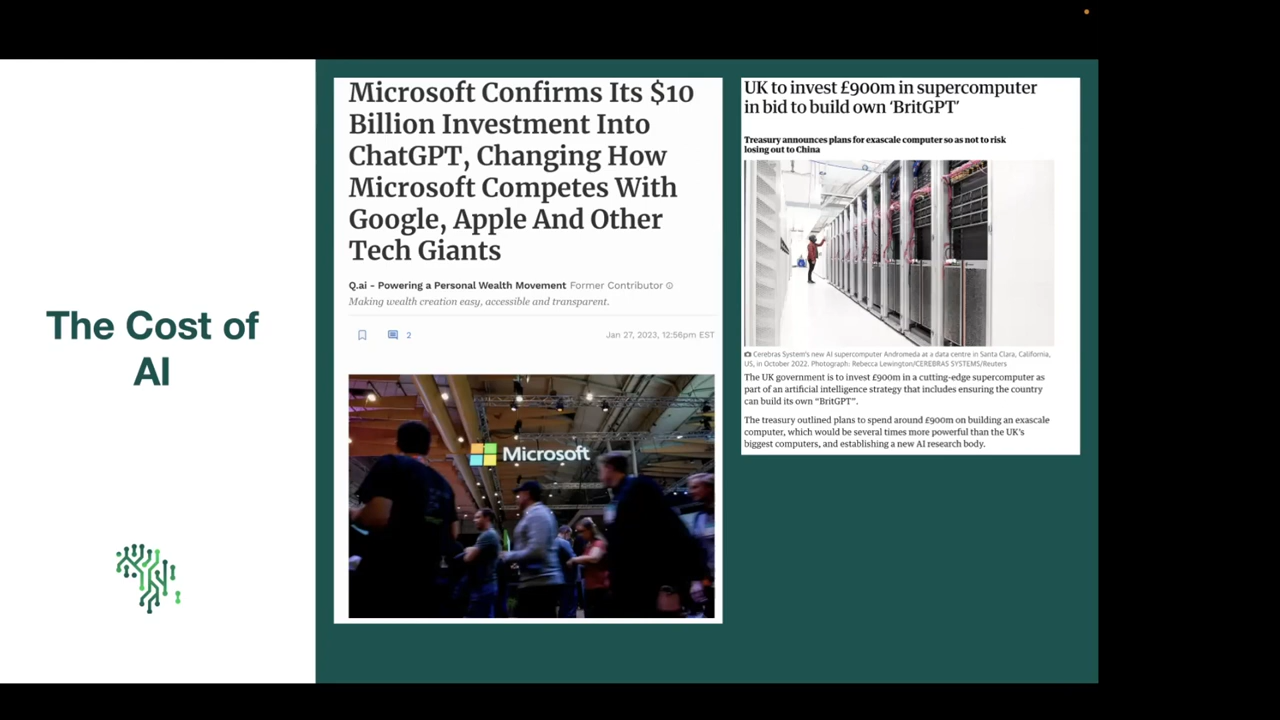 The Cost of
AI
Microsoft Confirms Its $10
Billion Investment Into
ChatGPT, Changing How
Microsoft Competes With
Google, Apple And Other
Tech Giants
Q.ai - Powering a Personal Wealth Movement Former Contributor
Making wealth creation easy, accessible and transparent.
2
Jan 27, 2023, 12:56pm EST
Microsoft
UK to invest £900m in supercomputer
in bid to build own ‘BritGPT’
Treasury announces plans for exascale computer so as not to risk
losing out to China
Cerebras System's new AI supercomputer Andromeda at a data centre in Santa Clara, California,
US, in October 2022. Photograph: Rebecca Lewington/CEREBRAS SYSTEMS/Reuters
The UK government is to invest £900m in a cutting-edge supercomputer as
part of an artificial intelligence strategy that includes ensuring the country
can build its own “BritGPT”.
The treasury outlined plans to spend around £900m on building an exascale
computer, which would be several times more powerful than the UK’s
biggest computers, and establishing a new AI research body.